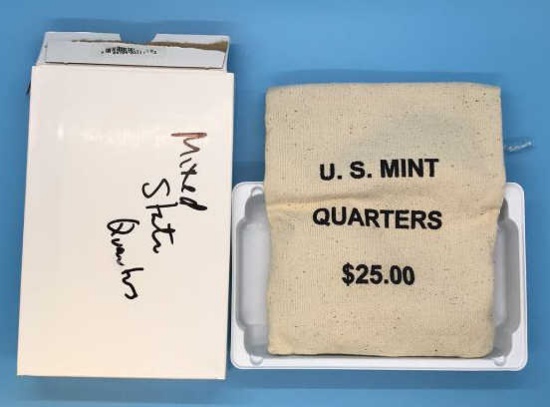 Mixed
State
Quarters
U. S. MINT
QUARTERS
$25.00